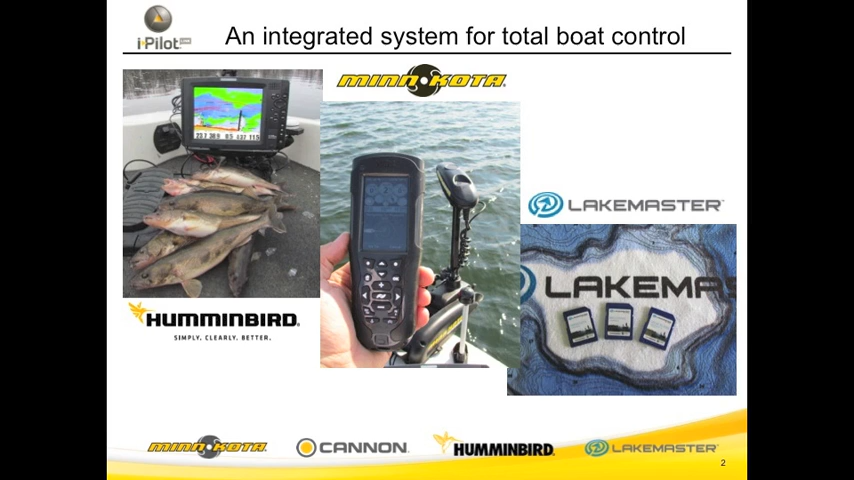 i-Pilot
An integrated system for total boat control
MINN KOTA
LAKEMASTER
LAKEMAS
HUMMINBIRD
SIMPLY. CLEARLY. BETTER.
MINN KOTA
CANNON
HUMMINBIRD
LAKEMASTER
2